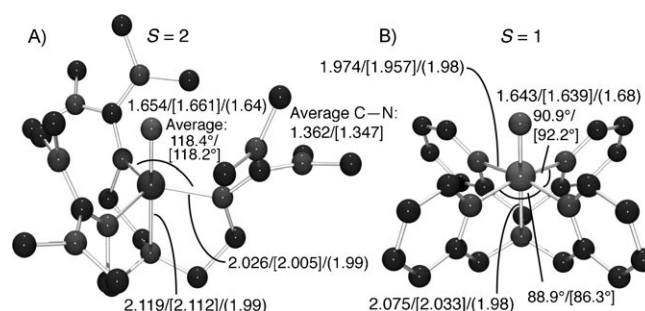 A)
S = 2
1.654/[1.661]/(1.64)
Average:
118.4°/
[118.2°]
Average C—N:
1.362/[1.347]
2.026/[2.005]/(1.99)
2.119/[2.112]/(1.99)
B)
S = 1
1.974/[1.957]/(1.98)
1.643/[1.639]/(1.68)
90.9°/
[92.2°]
2.075/[2.033]/(1.98)
88.9°/[86.3°]